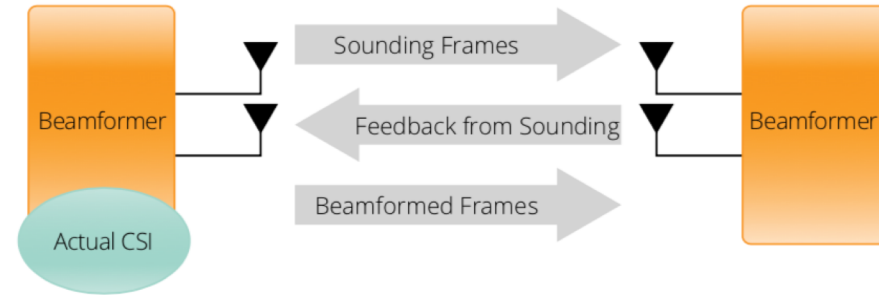 Sounding Frames
Beamformer
Feedback from Sounding
Beamformer
Beamformed Frames
Actual CSI